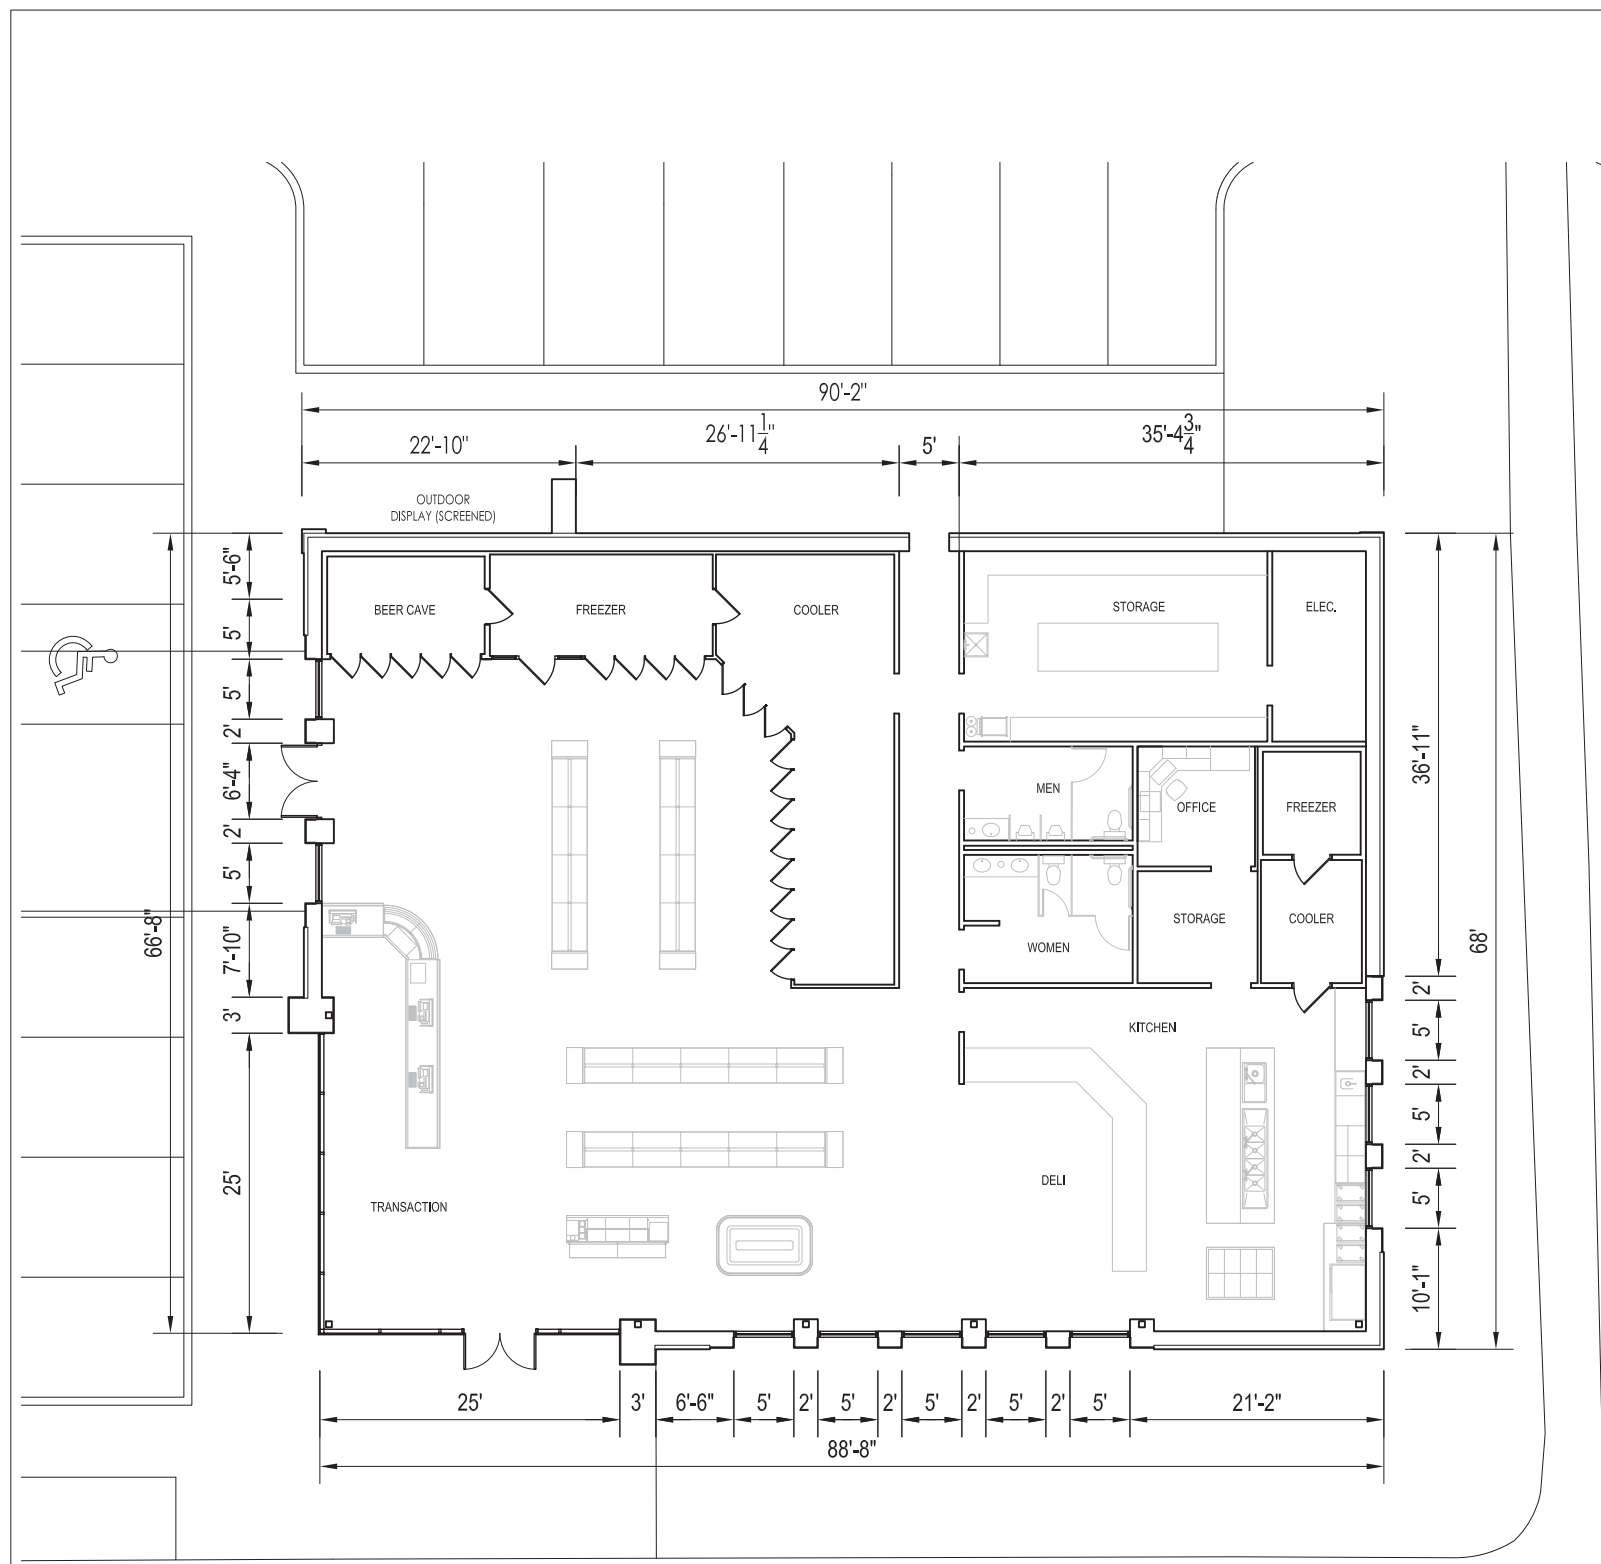 90'-2"
22'-10"
26'-11 1/4"
5'
35'-4 3/4"
OUTDOOR
DISPLAY (SCREENED)
5'-6"
5'
5'
2'
6'-4"
2'
5'
7'-10"
3'
25'
66'-8"
BEER CAVE
FREEZER
COOLER
STORAGE
ELEC.
MEN
OFFICE
FREEZER
STORAGE
COOLER
WOMEN
KITCHEN
DELI
TRANSACTION
36'-11"
68'
2'
5'
2'
5'
2'
5'
10'-1"
25'
3'
6'-6"
5'
2'
5'
2'
5'
2'
5'
2'
5'
21'-2"
88'-8"